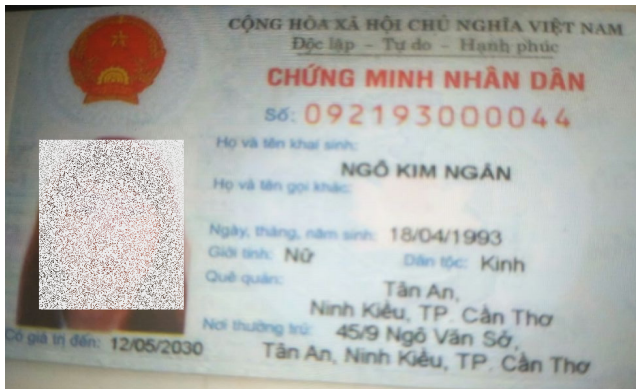 CỘNG HÒA XÃ HỘI CHỦ NGHĨA VIỆT NAM
Độc lập - Tự do - Hạnh phúc
CHỨNG MINH NHÂN DÂN
Số: 092193000044
Họ và tên khai sinh:
NGÔ KIM NGÂN
Họ và tên gọi khác:
Ngày, tháng, năm sinh: 18/04/1993
Giới tính: Nữ Dân tộc: Kinh
Quê quán: Tân An,
Ninh Kiều, TP. Cần Thơ
Nơi thường trú: 45/9 Ngô Văn Sở,
Tân An, Ninh Kiều, TP. Cần Thơ
Có giá trị đến: 12/05/2030